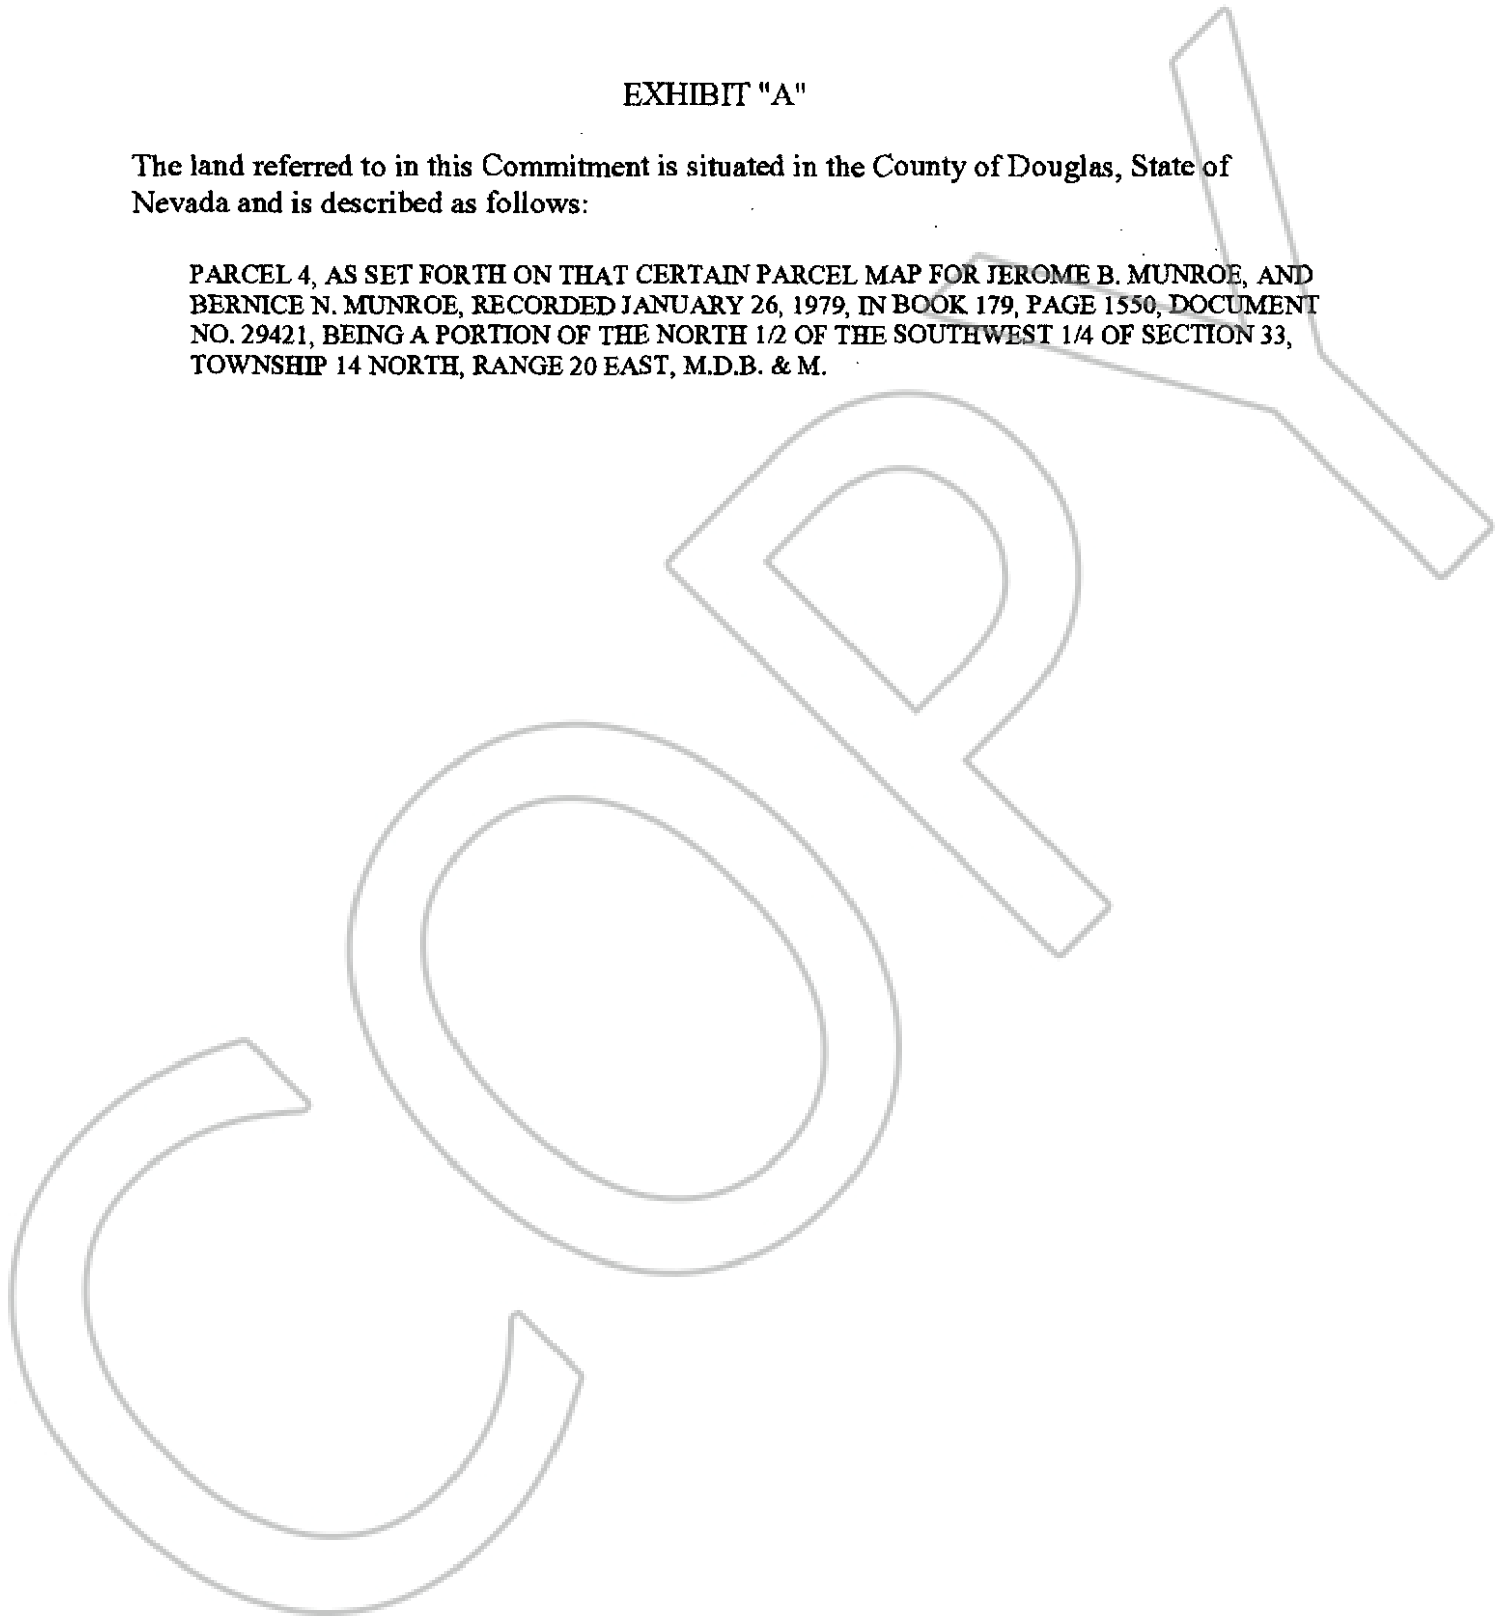 EXHIBIT "A"
The land referred to in this Commitment is situated in the County of Douglas, State of
Nevada and is described as follows:
PARCEL 4, AS SET FORTH ON THAT CERTAIN PARCEL MAP FOR JEROME B. MUNROE, AND
BERNICE N. MUNROE, RECORDED JANUARY 26, 1979, IN BOOK 179, PAGE 1550, DOCUMENT
NO. 29421, BEING A PORTION OF THE NORTH 1/2 OF THE SOUTHWEST 1/4 OF SECTION 33,
TOWNSHIP 14 NORTH, RANGE 20 EAST, M.D.B. & M.
COPY